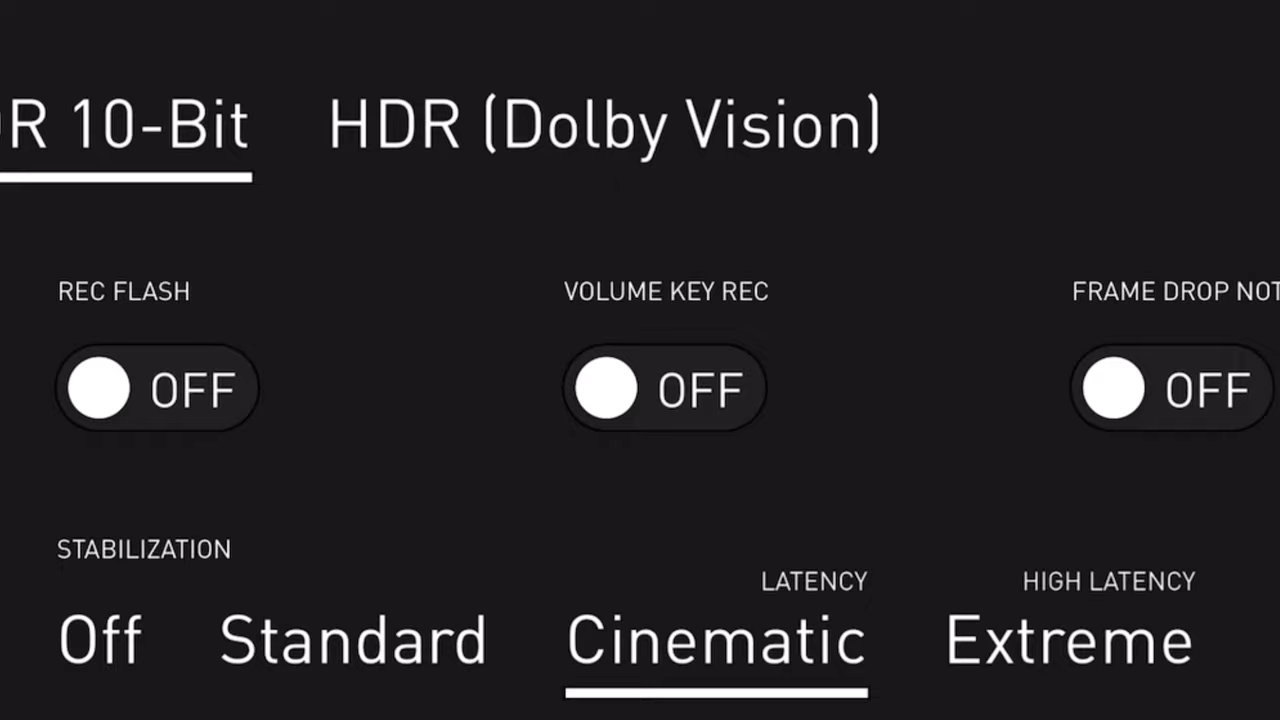 10-Bit HDR (Dolby Vision)
REC FLASH VOLUME KEY REC FRAME DROP
OFF OFF OFF
STABILIZATION
LATENCY HIGH LATENCY
Off Standard Cinematic Extreme